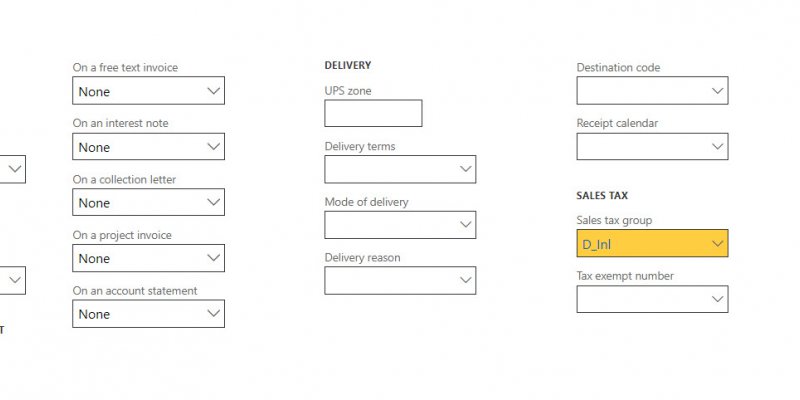 On a free text invoice
None
On an interest note
None
On a collection letter
None
On a project invoice
None
On an account statement
None
T
DELIVERY
UPS zone
Delivery terms
Mode of delivery
Delivery reason
Destination code
Receipt calendar
SALES TAX
Sales tax group
D_Inl
Tax exempt number